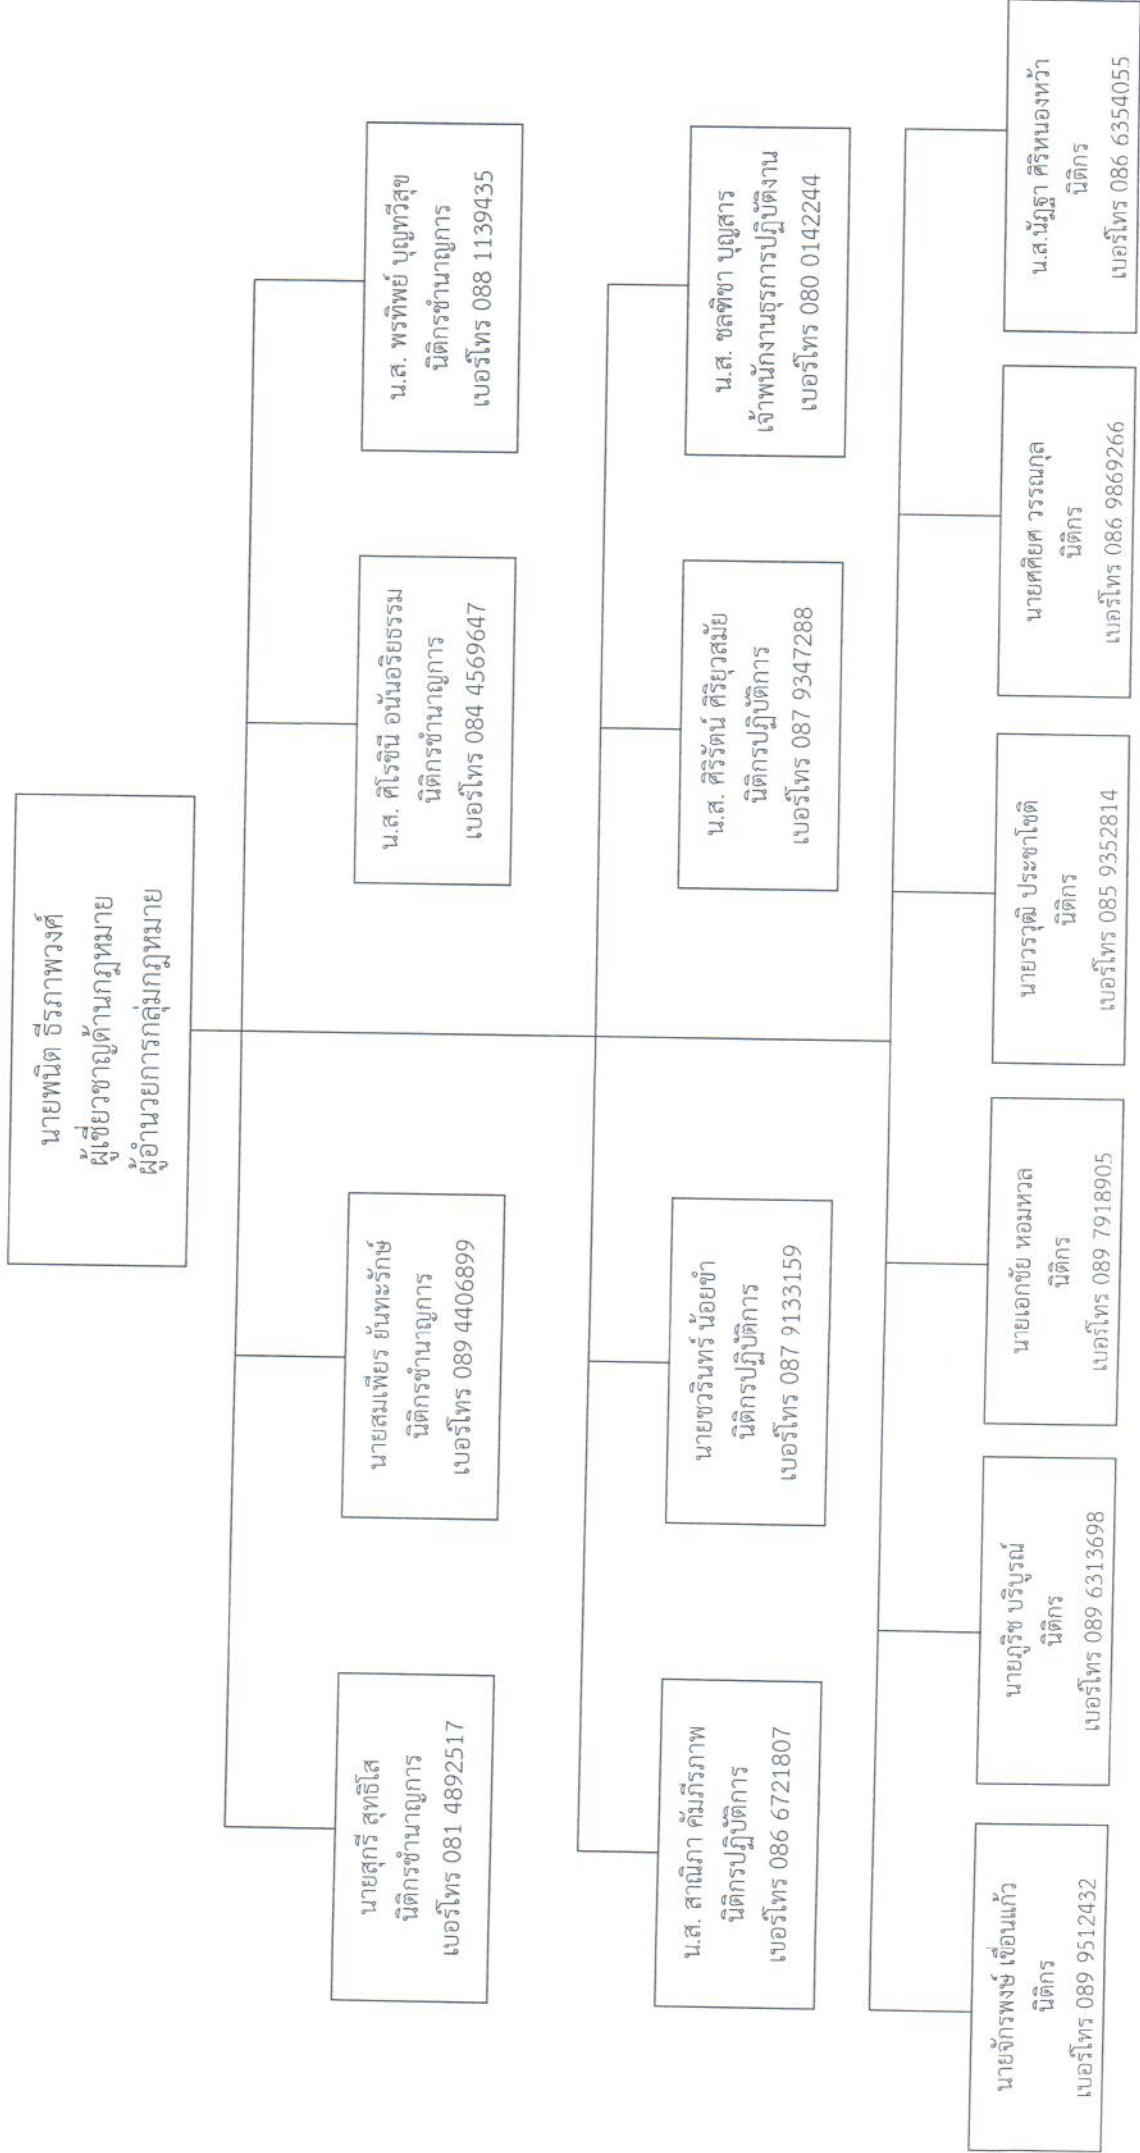 นายพนิต ธีรภาพวงศ์
ผู้เชี่ยวชาญด้านกฎหมาย
ผู้อำนวยการกลุ่มกฎหมาย
นายสุกรี สุทธิโส
นิติกรชำนาญการ
เบอร์โทร 081 4892517
นายสมเพียร ยันทะรักษ์
นิติกรชำนาญการ
เบอร์โทร 089 4406899
น.ส. ศิโรชินี อนันอริยธรรม
นิติกรชำนาญการ
เบอร์โทร 084 4569647
น.ส. พรทิพย์ บุญทวีสุข
นิติกรชำนาญการ
เบอร์โทร 088 1139435
น.ส. สาณิภา คัมภีรภาพ
นิติกรปฏิบัติการ
เบอร์โทร 086 6721807
นายชวรินทร์ น้อยขำ
นิติกรปฏิบัติการ
เบอร์โทร 087 9133159
น.ส. ศิริรัตน์ ศิริยุวสมัย
นิติกรปฏิบัติการ
เบอร์โทร 087 9347288
น.ส. ชลทิชา บุญสาร
เจ้าพนักงานธุรการปฏิบัติงาน
เบอร์โทร 080 0142244
นายจักรพงษ์ เขื่อนแก้ว
นิติกร
เบอร์โทร 089 9512432
นายภูริช บริบูรณ์
นิติกร
เบอร์โทร 089 6313698
นายเอกชัย หอมหวล
นิติกร
เบอร์โทร 089 7918905
นายวรวุฒิ ประชาโชติ
นิติกร
เบอร์โทร 085 9352814
นายศศิยศ วรรณกุล
นิติกร
เบอร์โทร 086 9869266
น.ส.นัฏฐา ศิริหนองหว้า
นิติกร
เบอร์โทร 086 6354055